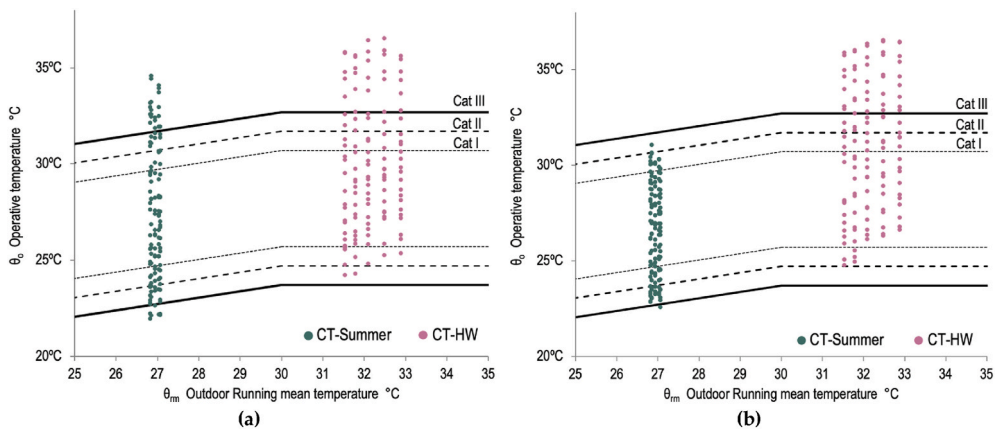 35ºC
30ºC
25ºC
20ºC
θo Operative temperature °C
Cat III
Cat II
Cat I
CT-Summer CT-HW
25 26 27 28 29 30 31 32 33 34 35
θrm Outdoor Running mean temperature °C
(a)
35ºC
30ºC
25ºC
20ºC
θo Operative temperature °C
Cat III
Cat II
Cat I
CT-Summer CT-HW
25 26 27 28 29 30 31 32 33 34 35
θrm Outdoor Running mean temperature °C
(b)